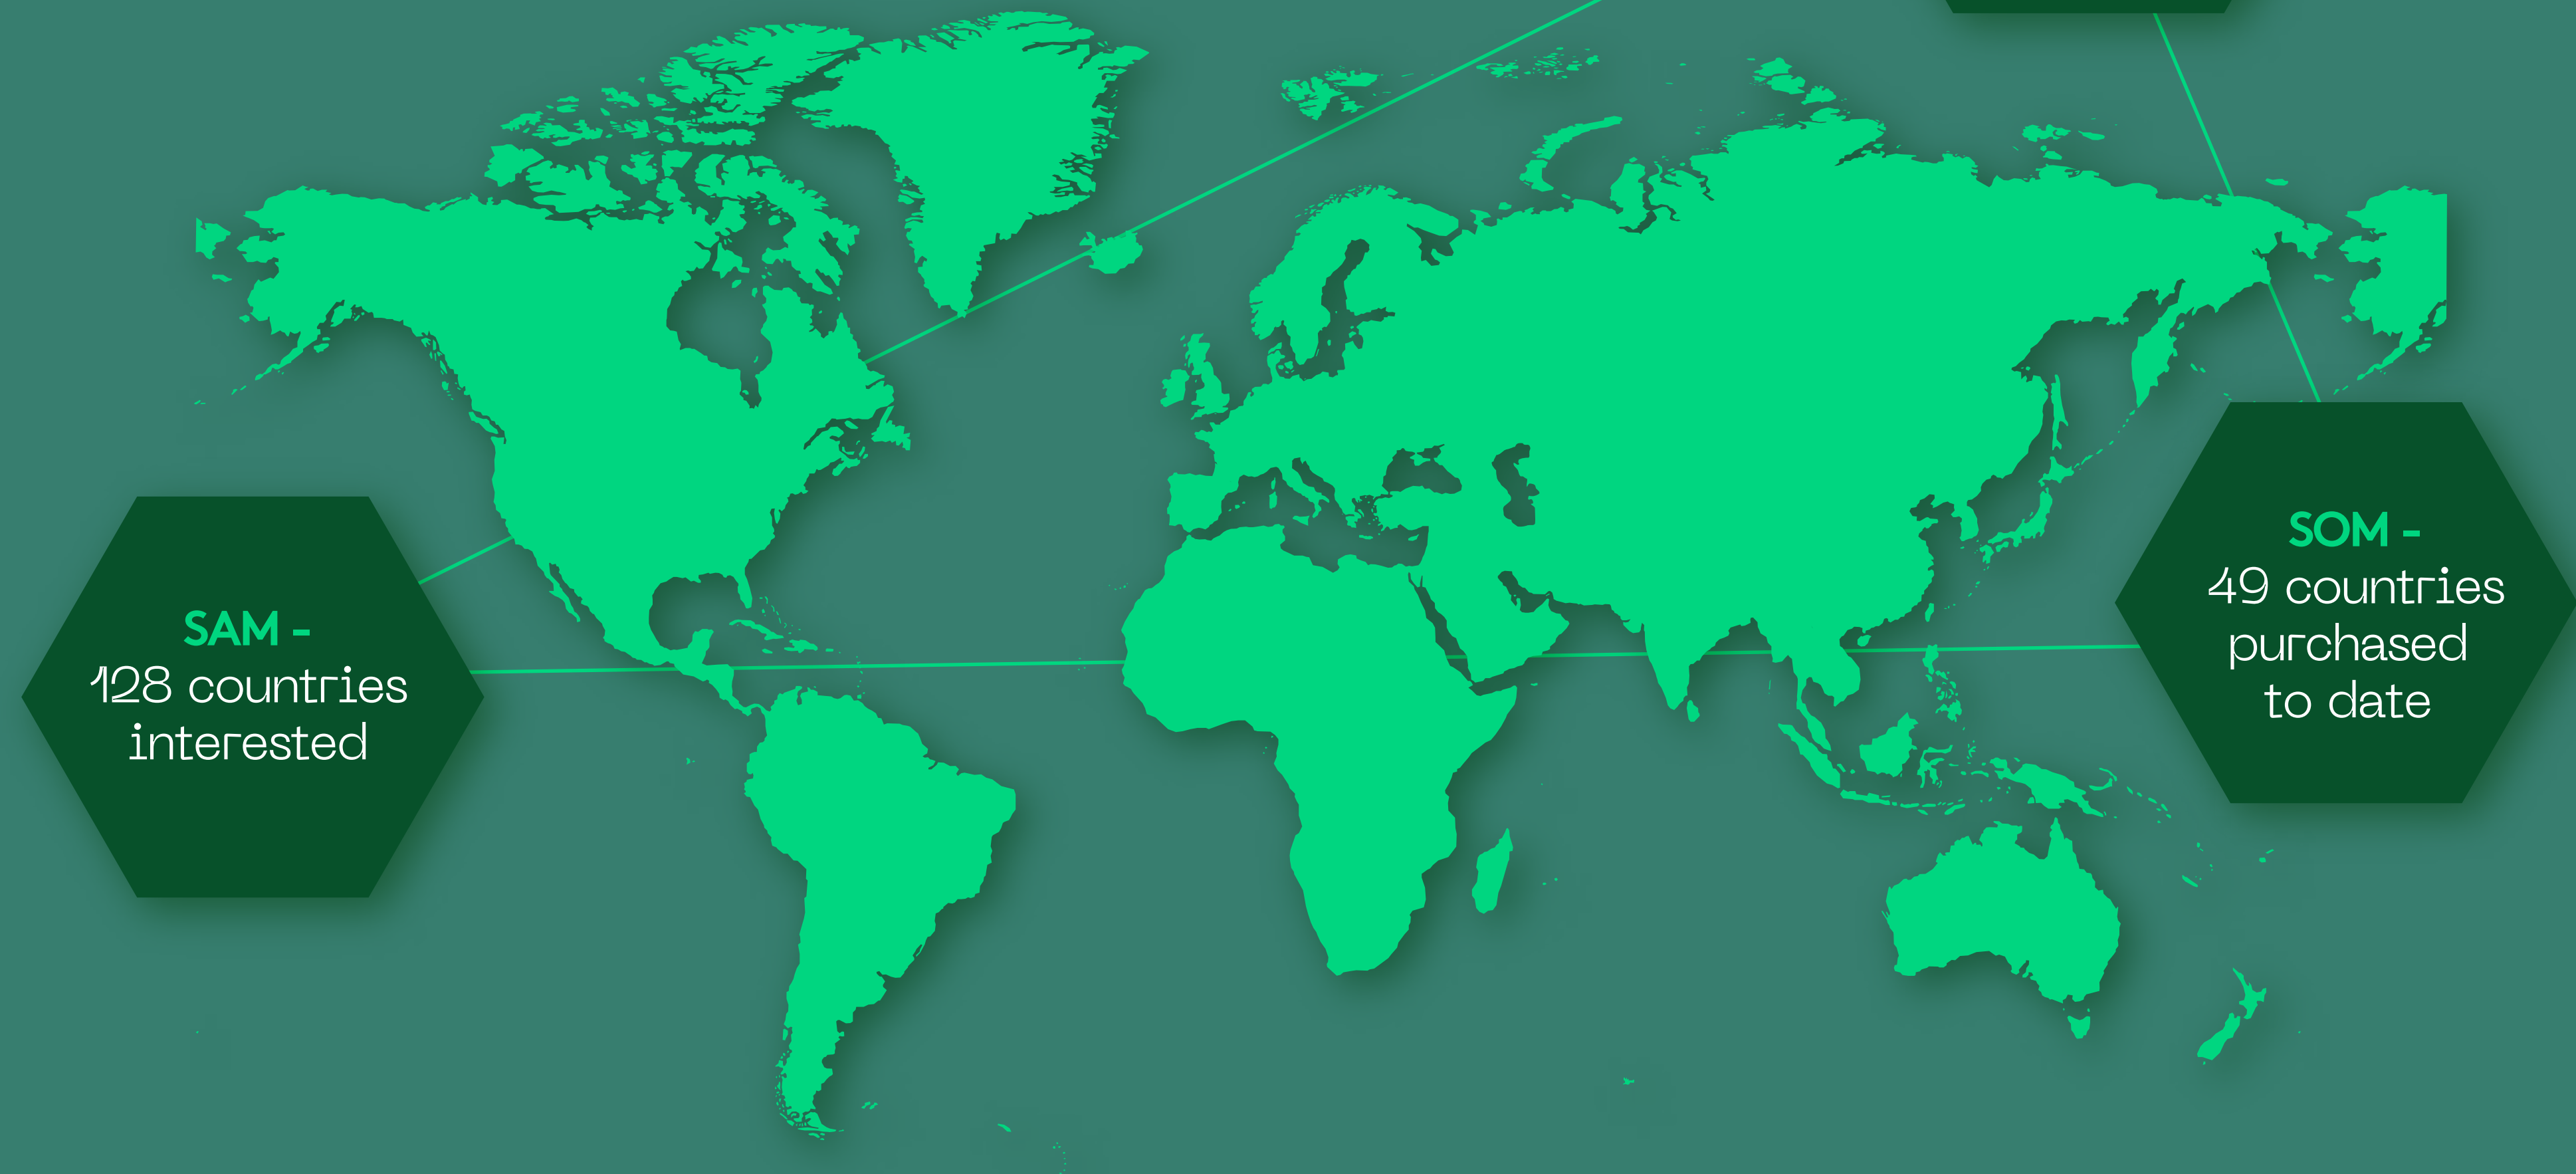 SAM -
128 countries
interested
SOM -
49 countries
purchased
to date